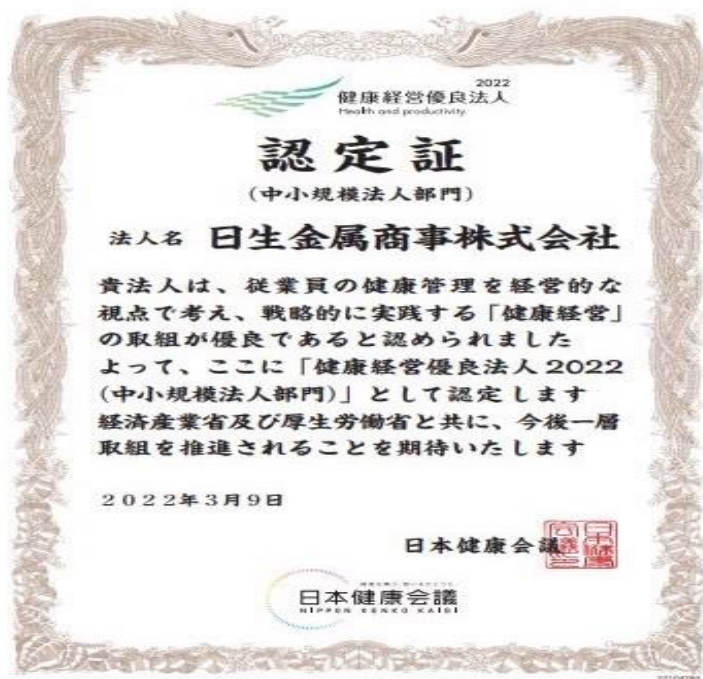 2022
健康経営優良法人
Health and productivity
認定証
(中小規模法人部門)
法人名 日生金属商事株式会社
貴法人は、従業員の健康管理を経営的な
視点で考え、戦略的に実践する「健康経営」
の取組が優良であると認められました
よって、ここに「健康経営優良法人2022
(中小規模法人部門)」として認定します
経済産業省及び厚生労働省と共に、今後一層
取組を推進されることを期待いたします
2022年3月9日
日本健康会議
日本健康会議
NIPPON KENKO KAIGI